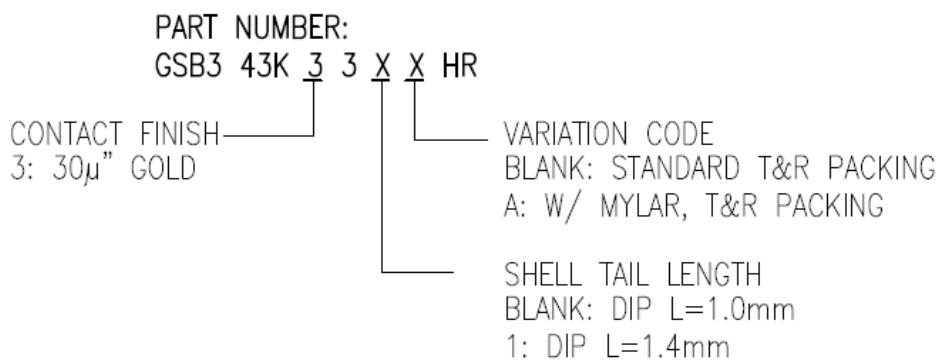 PART NUMBER:
GSB3 43K 3 3 X X HR
CONTACT FINISH
3: 30µ" GOLD
VARIATION CODE
BLANK: STANDARD T&R PACKING
A: W/ MYLAR, T&R PACKING
SHELL TAIL LENGTH
BLANK: DIP L=1.0mm
1: DIP L=1.4mm